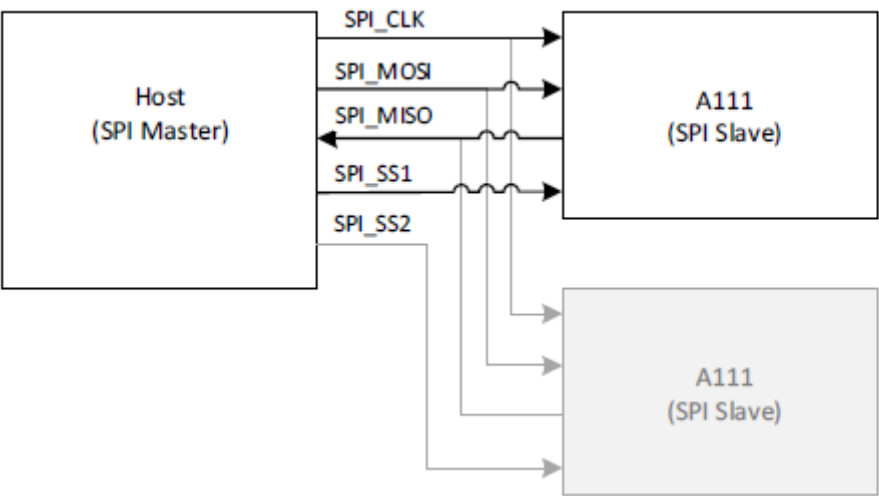 SPI_CLK
SPI_MOSI
SPI_MISO
SPI_SS1
SPI_SS2
Host
(SPI Master)
A111
(SPI Slave)
A111
(SPI Slave)